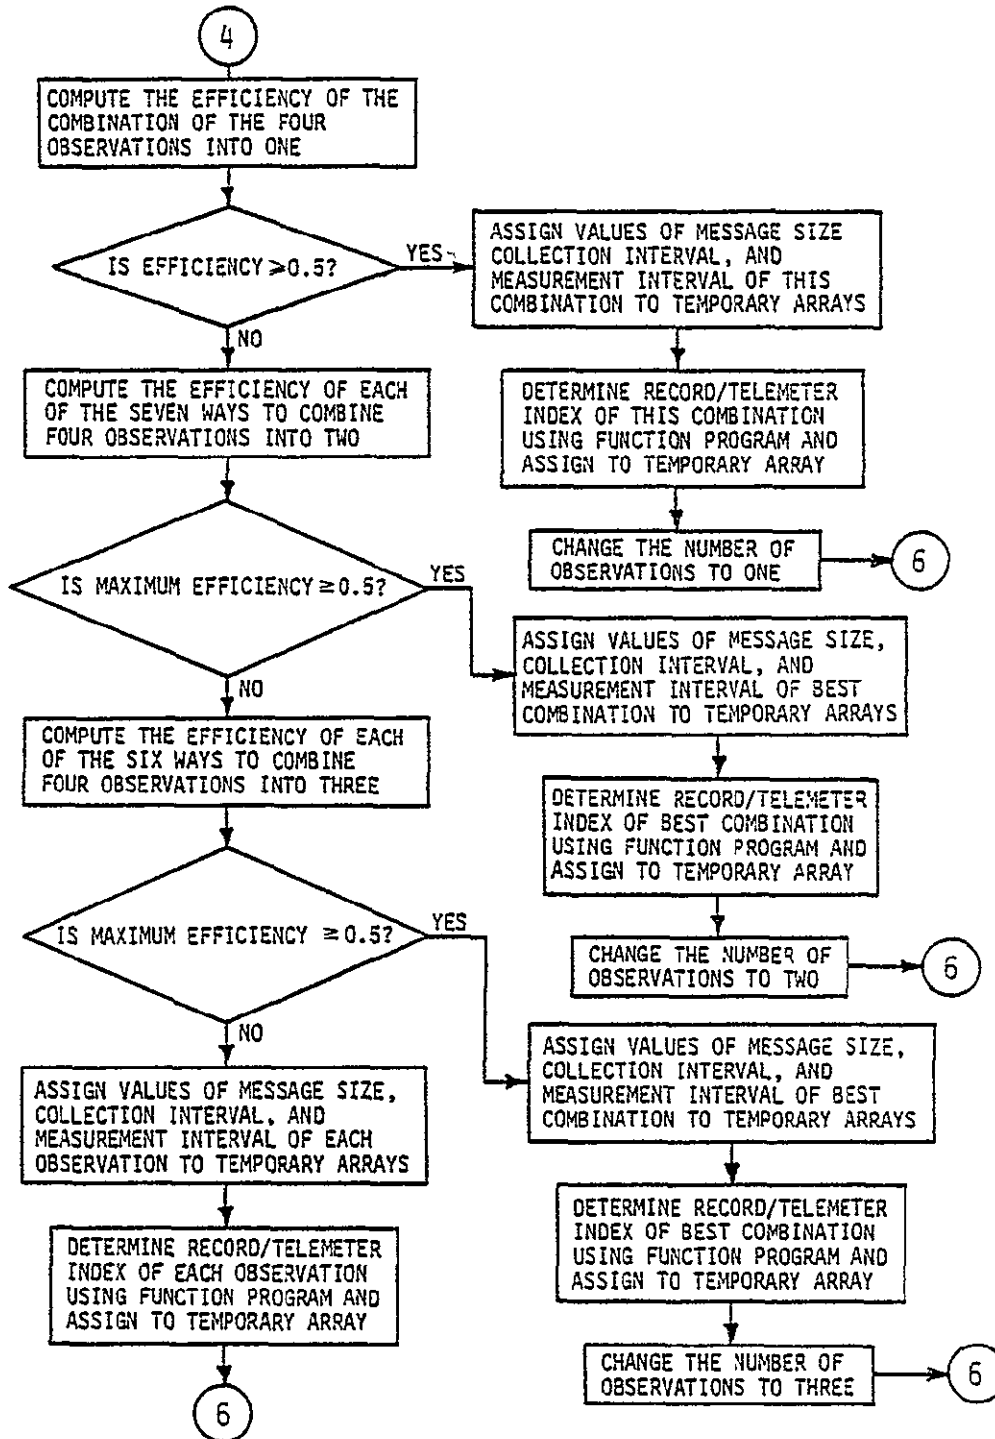 4
COMPUTE THE EFFICIENCY OF THE
COMBINATION OF THE FOUR
OBSERVATIONS INTO ONE
IS EFFICIENCY ≥0.5?
YES
ASSIGN VALUES OF MESSAGE SIZE
COLLECTION INTERVAL, AND
MEASUREMENT INTERVAL OF THIS
COMBINATION TO TEMPORARY ARRAYS
NO
DETERMINE RECORD/TELEMETER
INDEX OF THIS COMBINATION
USING FUNCTION PROGRAM AND
ASSIGN TO TEMPORARY ARRAY
CHANGE THE NUMBER OF
OBSERVATIONS TO ONE
6
COMPUTE THE EFFICIENCY OF EACH
OF THE SEVEN WAYS TO COMBINE
FOUR OBSERVATIONS INTO TWO
IS MAXIMUM EFFICIENCY ≥0.5?
YES
ASSIGN VALUES OF MESSAGE SIZE,
COLLECTION INTERVAL, AND
MEASUREMENT INTERVAL OF BEST
COMBINATION TO TEMPORARY ARRAYS
NO
DETERMINE RECORD/TELEMETER
INDEX OF BEST COMBINATION
USING FUNCTION PROGRAM AND
ASSIGN TO TEMPORARY ARRAY
CHANGE THE NUMBER OF
OBSERVATIONS TO TWO
6
COMPUTE THE EFFICIENCY OF EACH
OF THE SIX WAYS TO COMBINE
FOUR OBSERVATIONS INTO THREE
IS MAXIMUM EFFICIENCY ≥0.5?
YES
ASSIGN VALUES OF MESSAGE SIZE,
COLLECTION INTERVAL, AND
MEASUREMENT INTERVAL OF BEST
COMBINATION TO TEMPORARY ARRAYS
NO
DETERMINE RECORD/TELEMETER
INDEX OF BEST COMBINATION
USING FUNCTION PROGRAM AND
ASSIGN TO TEMPORARY ARRAY
CHANGE THE NUMBER OF
OBSERVATIONS TO THREE
6
ASSIGN VALUES OF MESSAGE SIZE,
COLLECTION INTERVAL, AND
MEASUREMENT INTERVAL OF EACH
OBSERVATION TO TEMPORARY ARRAYS
DETERMINE RECORD/TELEMETER
INDEX OF EACH OBSERVATION
USING FUNCTION PROGRAM AND
ASSIGN TO TEMPORARY ARRAY
6